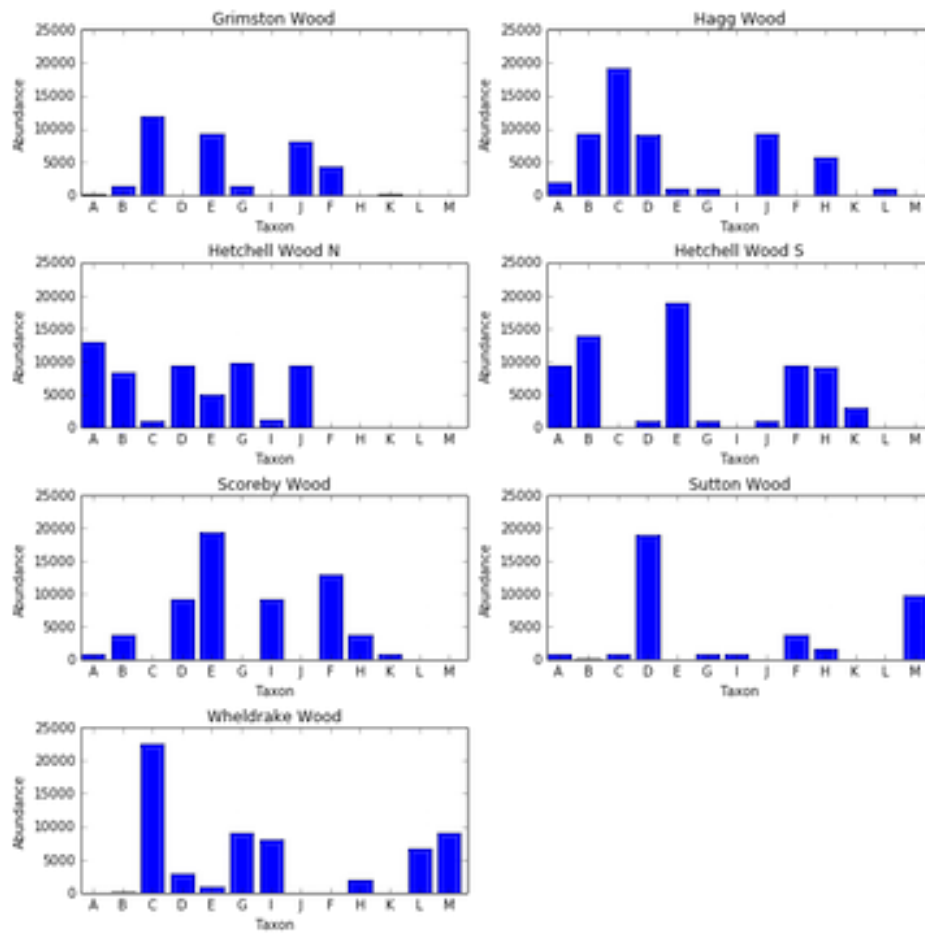 Grimston Wood
25000
20000
15000
10000
5000
0
Abundance
A B C D E G I J F H K L M
Taxon
Hagg Wood
25000
20000
15000
10000
5000
0
Abundance
A B C D E G I J F H K L M
Taxon
Hetchell Wood N
25000
20000
15000
10000
5000
0
Abundance
A B C D E G I J F H K L M
Taxon
Hetchell Wood S
25000
20000
15000
10000
5000
0
Abundance
A B C D E G I J F H K L M
Taxon
Scoreby Wood
25000
20000
15000
10000
5000
0
Abundance
A B C D E G I J F H K L M
Taxon
Sutton Wood
25000
20000
15000
10000
5000
0
Abundance
A B C D E G I J F H K L M
Taxon
Wheldrake Wood
25000
20000
15000
10000
5000
0
Abundance
A B C D E G I J F H K L M
Taxon